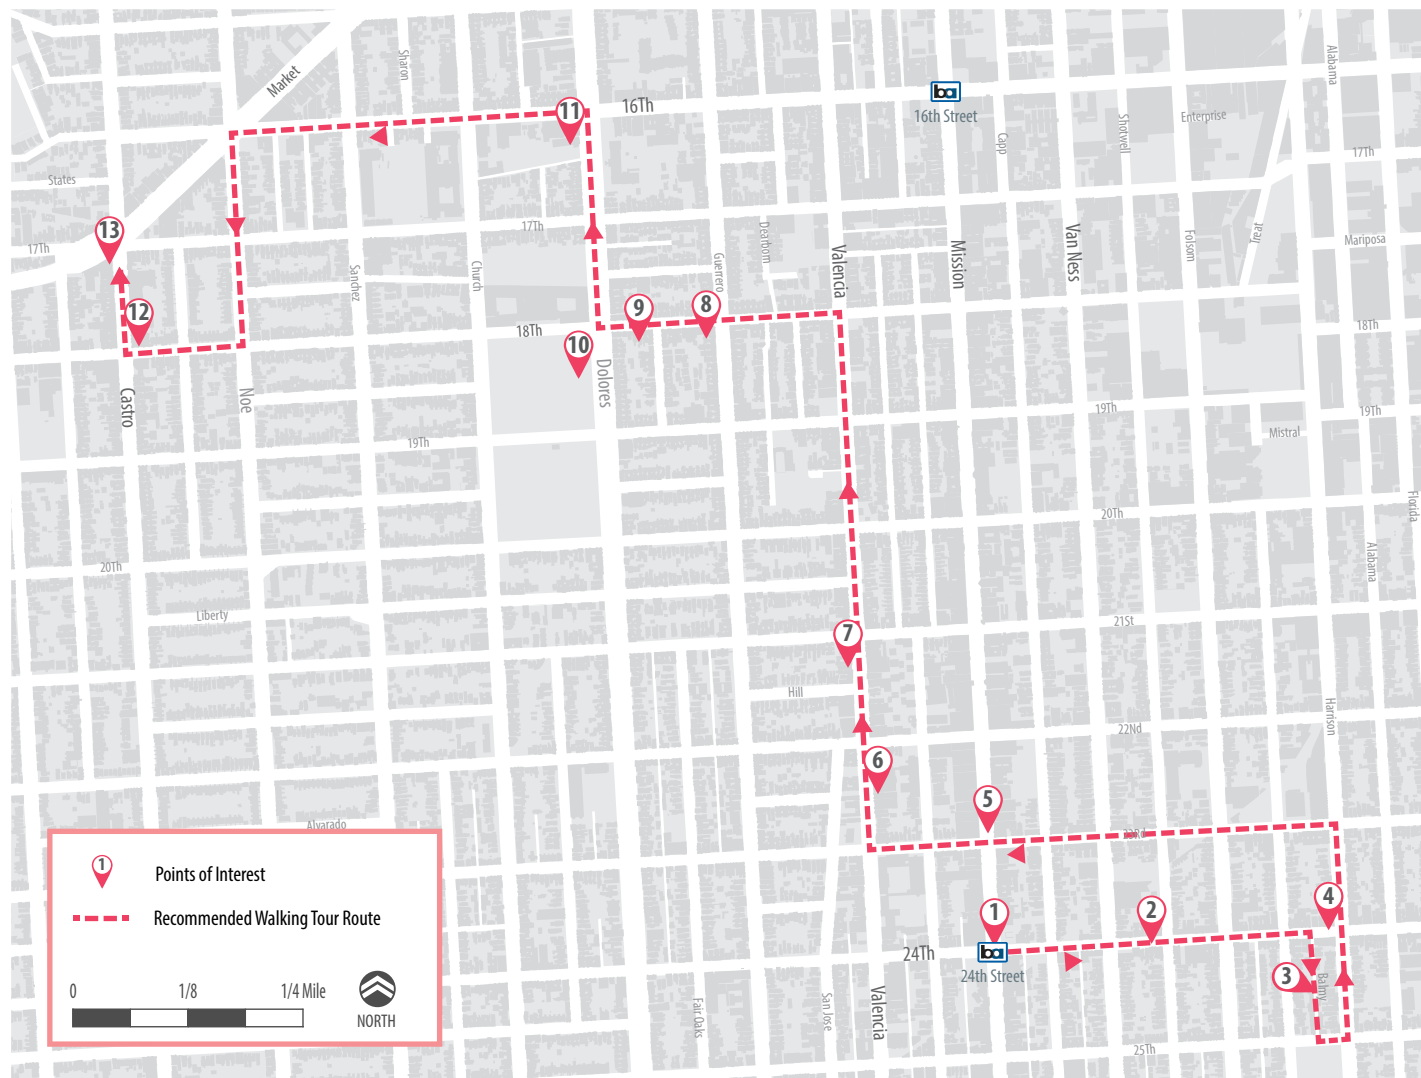 Sharon
Market
11
16Th
ba
16th Street
Capp
Shotwell
Enterprise
Alabama
17Th
States
13
17Th
17Th
Sanchez
Church
Guerrero
Dearborn
Valencia
Mission
Van Ness
Folsom
Treat
Mariposa
12
18Th
9
8
18Th
10
Castro
Noe
Dolores
19Th
19Th
19Th
Mistral
20Th
20Th
Florida
Alabama
Liberty
21St
7
Hill
22Nd
Harrison
6
5
23Rd
Alvarado
1
Points of Interest
Recommended Walking Tour Route
0
1/8
1/4 Mile
NORTH
1
2
4
24Th
ba
24th Street
3
Balmy
Fair Oaks
San Jose
Valencia
25Th